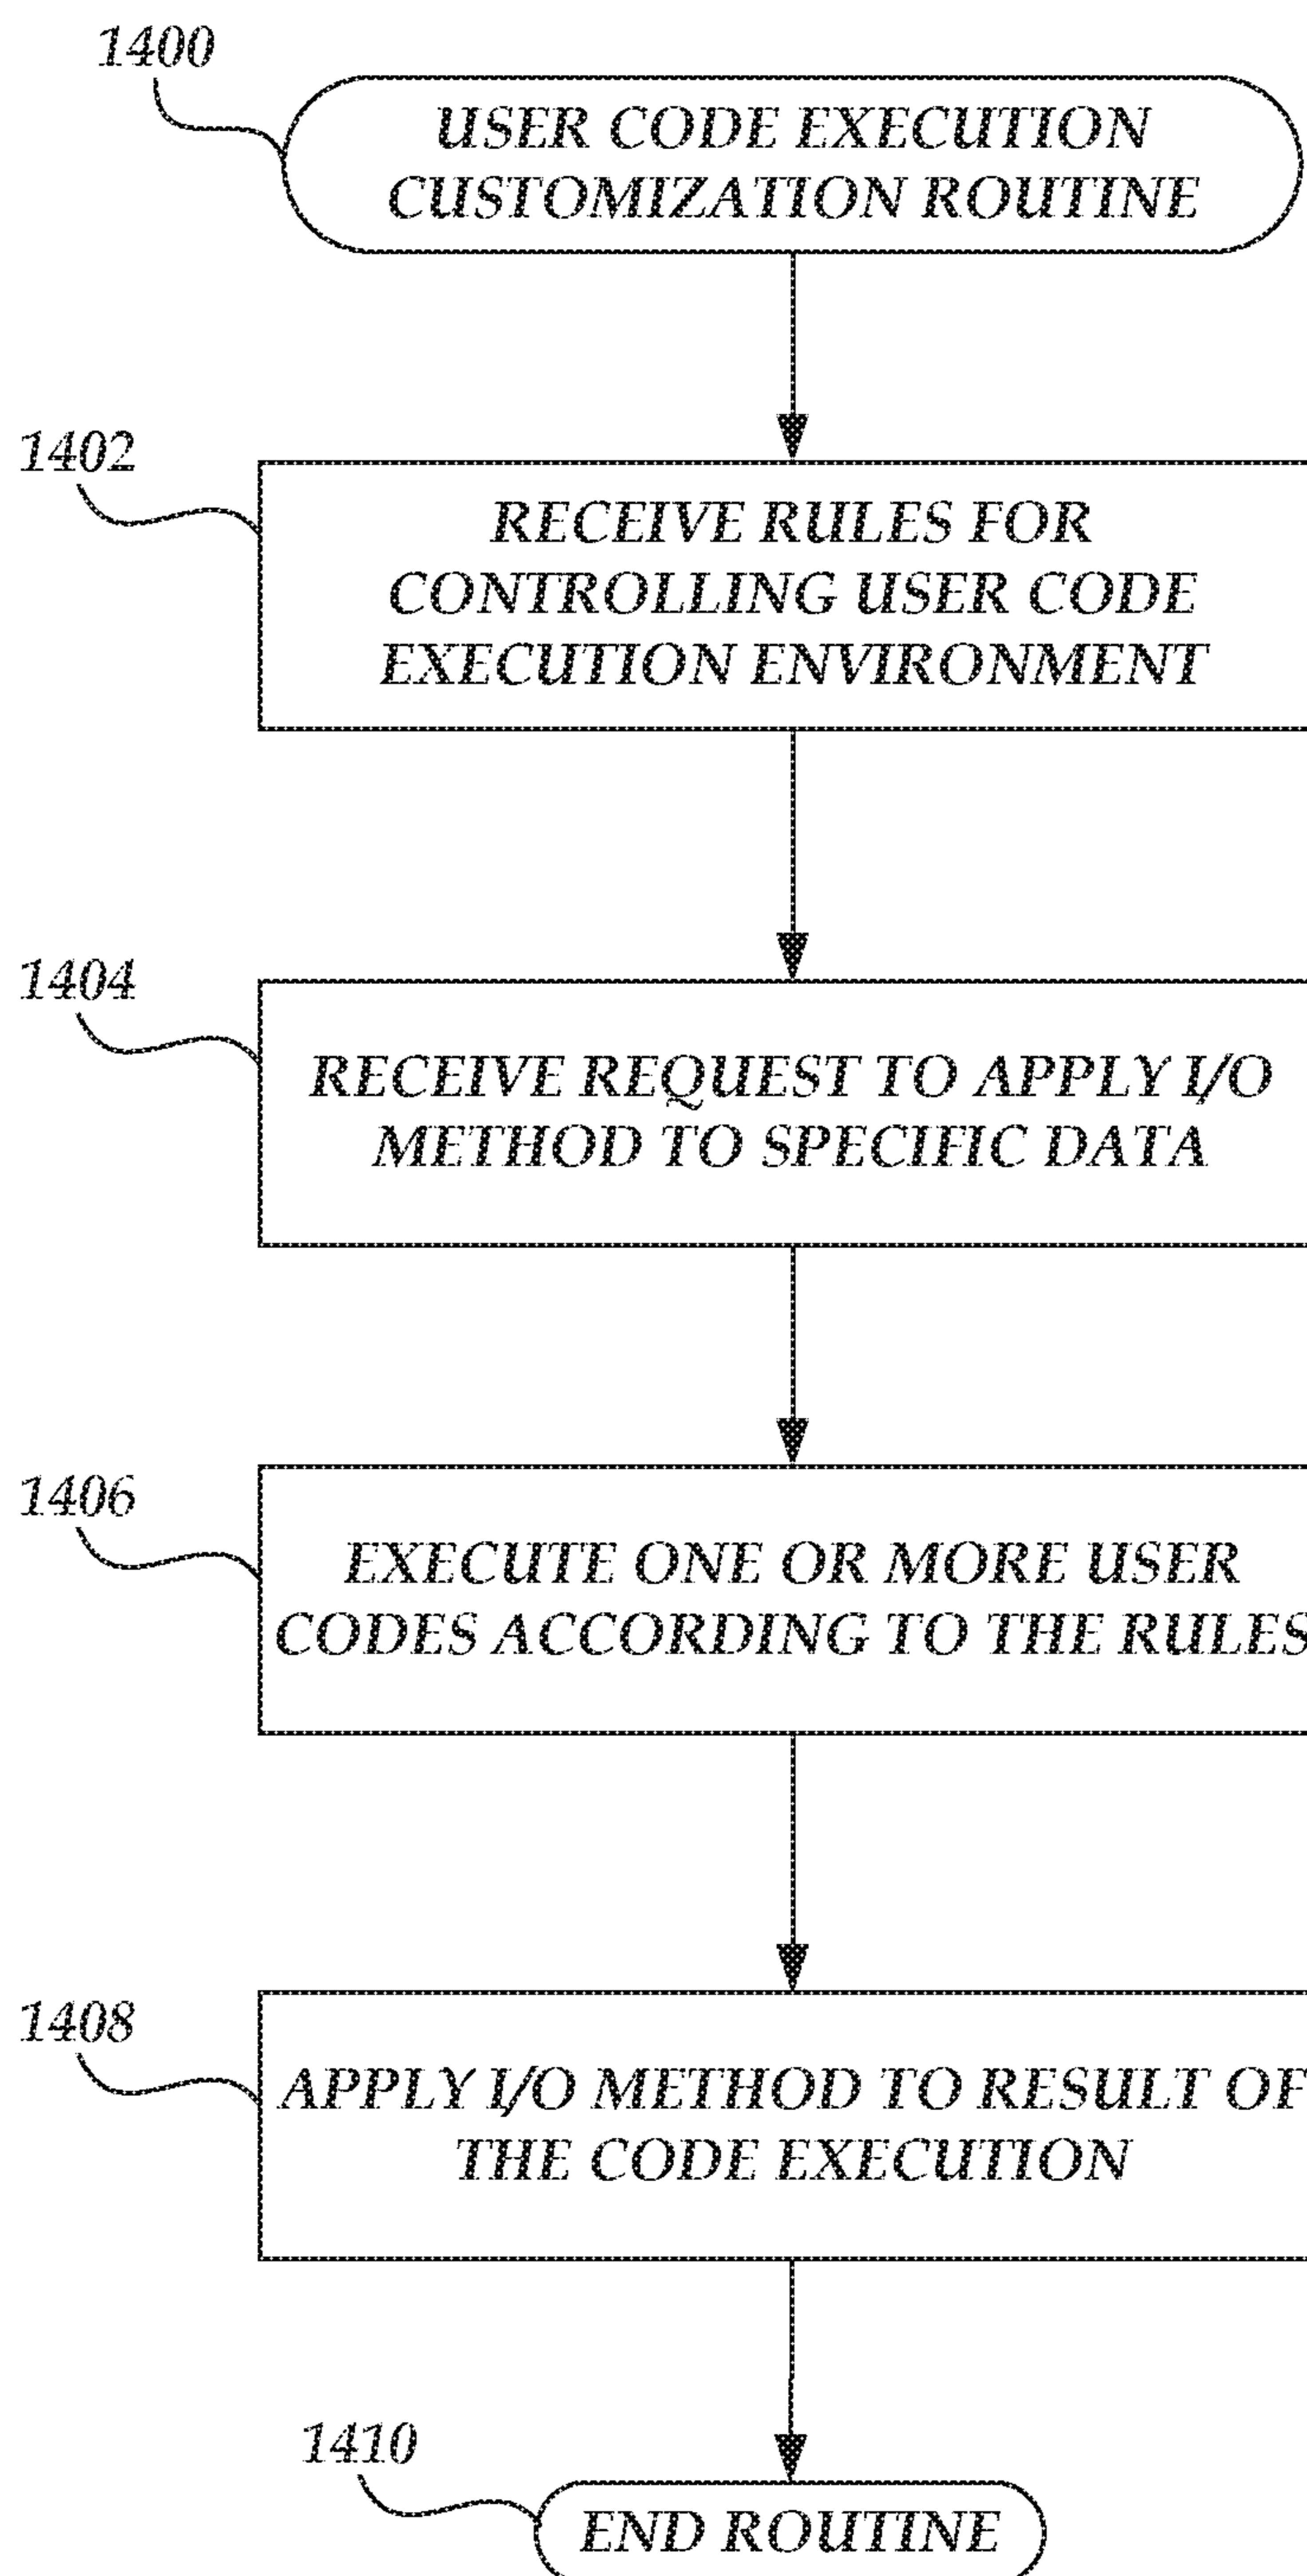 1400
USER CODE EXECUTION
CUSTOMIZATION ROUTINE
1402
RECEIVE RULES FOR
CONTROLLING USER CODE
EXECUTION ENVIRONMENT
1404
RECEIVE REQUEST TO APPLY I/O
METHOD TO SPECIFIC DATA
1406
EXECUTE ONE OR MORE USER
CODES ACCORDING TO THE RULES
1408
APPLY I/O METHOD TO RESULT OF
THE CODE EXECUTION
1410
END ROUTINE